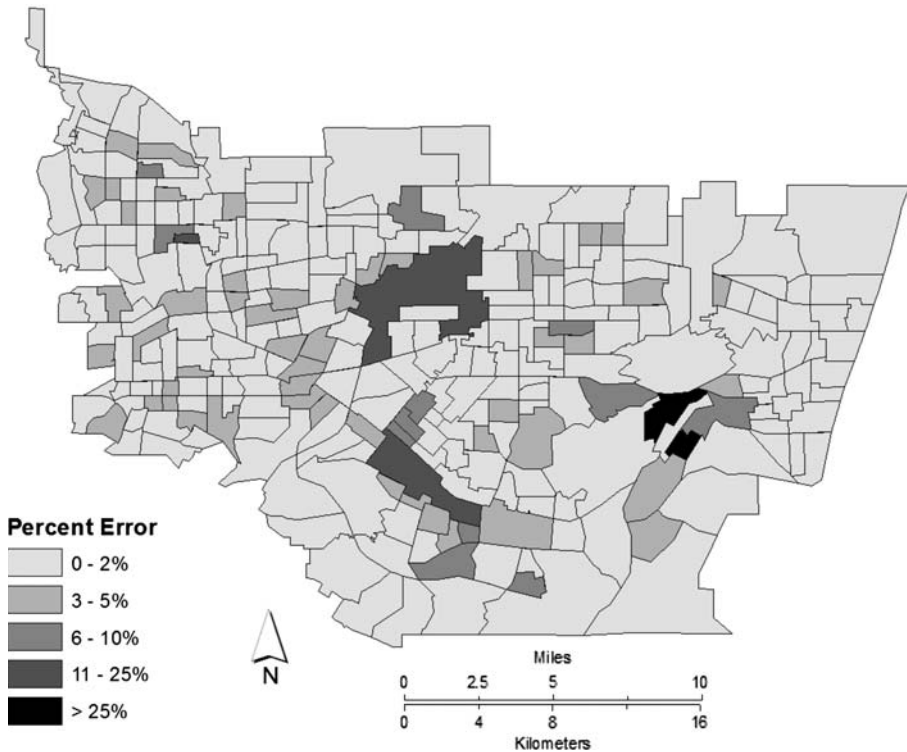 Percent Error
0 - 2%
3 - 5%
6 - 10%
11 - 25%
> 25%
N
Miles
0 2.5 5 10
0 4 8 16
Kilometers